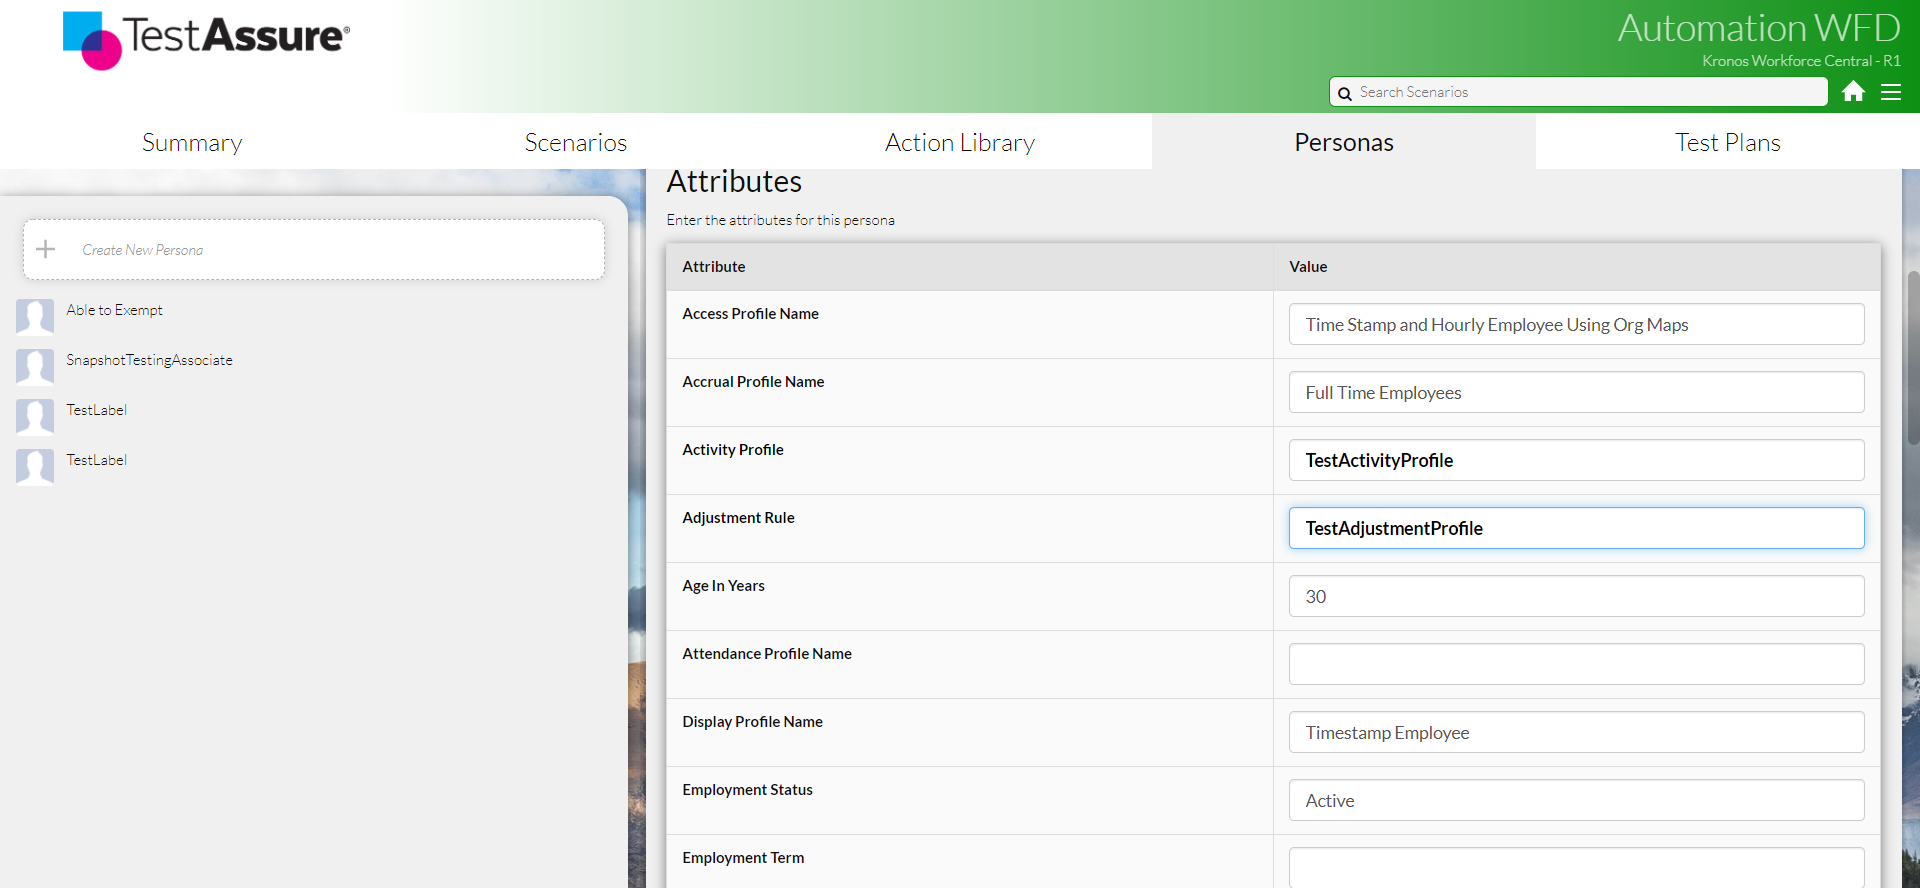 TestAssure®
Automation WFD
Kronos Workforce Central - R1
Search Scenarios
Summary
Scenarios
Action Library
Personas
Test Plans
Create New Persona
Able to Exempt
SnapshotTestingAssociate
TestLabel
TestLabel
Attributes
Enter the attributes for this persona
Attribute
Value
Access Profile Name
Time Stamp and Hourly Employee Using Org Maps
Accrual Profile Name
Full Time Employees
Activity Profile
TestActivityProfile
Adjustment Rule
TestAdjustmentProfile
Age In Years
30
Attendance Profile Name
Display Profile Name
Timestamp Employee
Employment Status
Active
Employment Term